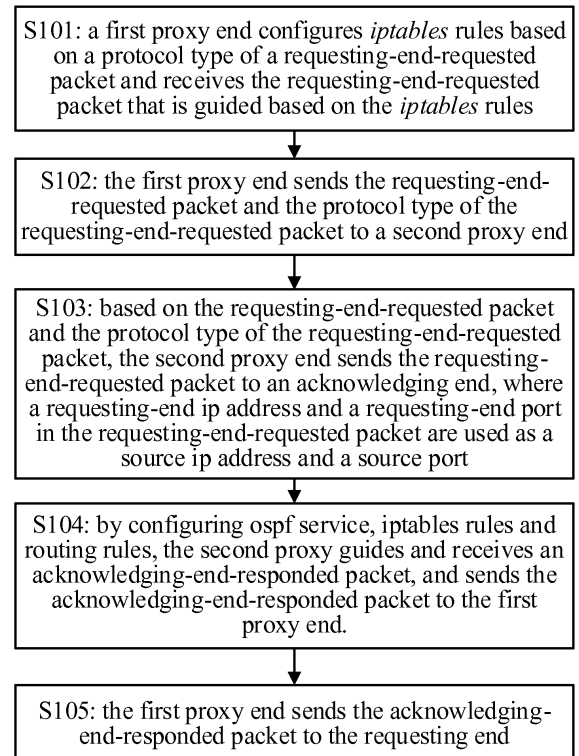 S101: a first proxy end configures iptables rules based
on a protocol type of a requesting-end-requested
packet and receives the requesting-end-requested
packet that is guided based on the iptables rules
S102: the first proxy end sends the requesting-end-
requested packet and the protocol type of the
requesting-end-requested packet to a second proxy end
S103: based on the requesting-end-requested packet
and the protocol type of the requesting-end-requested
packet, the second proxy end sends the requesting-
end-requested packet to an acknowledging end, where
a requesting-end ip address and a requesting-end port
in the requesting-end-requested packet are used as a
source ip address and a source port
S104: by configuring ospf service, iptables rules and
routing rules, the second proxy guides and receives an
acknowledging-end-responded packet, and sends the
acknowledging-end-responded packet to the first
proxy end.
S105: the first proxy end sends the acknowledging-
end-responded packet to the requesting end